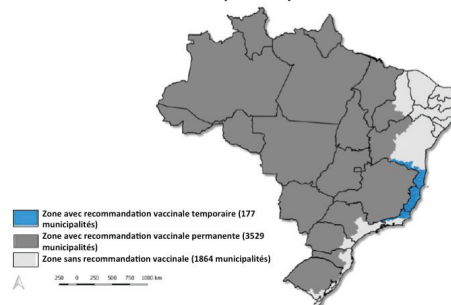 Zone avec recommandation vaccinale temporaire (177
municipalités)
Zone avec recommandation vaccinale permanente (3529
municipalités)
Zone sans recommandation vaccinale (1864 municipalités)
250 0 250 500 750 1000 km